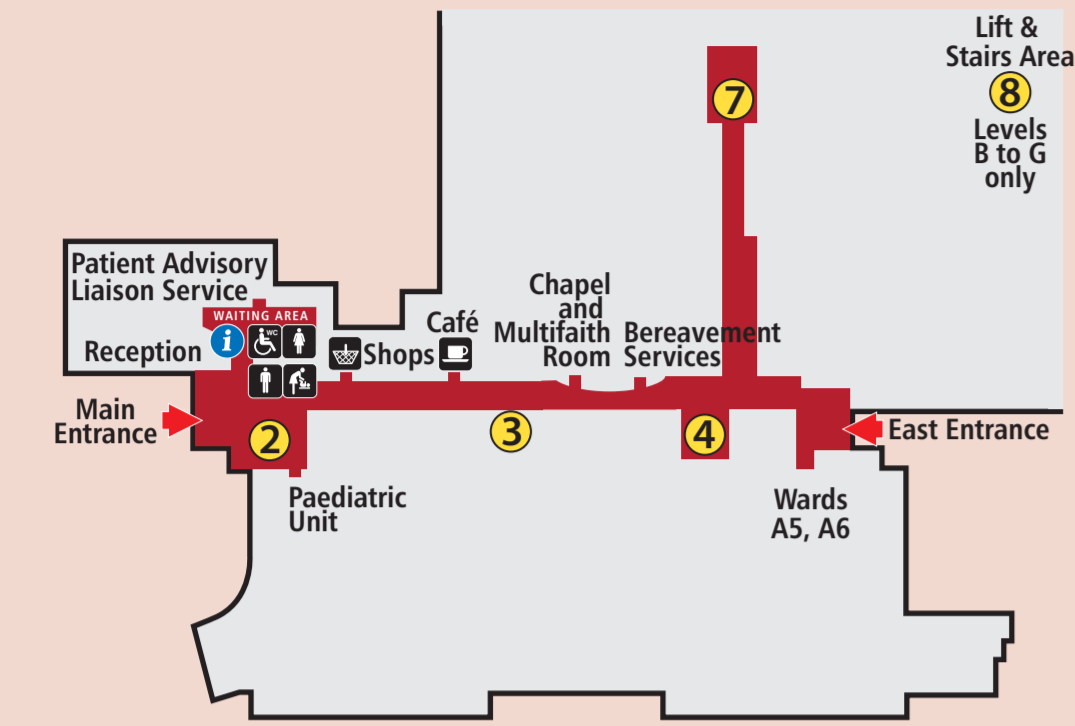 Lift &
Stairs Area
8
Levels
B to G
only
7
Patient Advisory
Liaison Service
WAITING AREA
i
WC
Reception
Shops
Café
Chapel
and
Multifaith
Room
Bereavement
Services
Main
Entrance
2
3
4
East Entrance
Paediatric
Unit
Wards
A5, A6